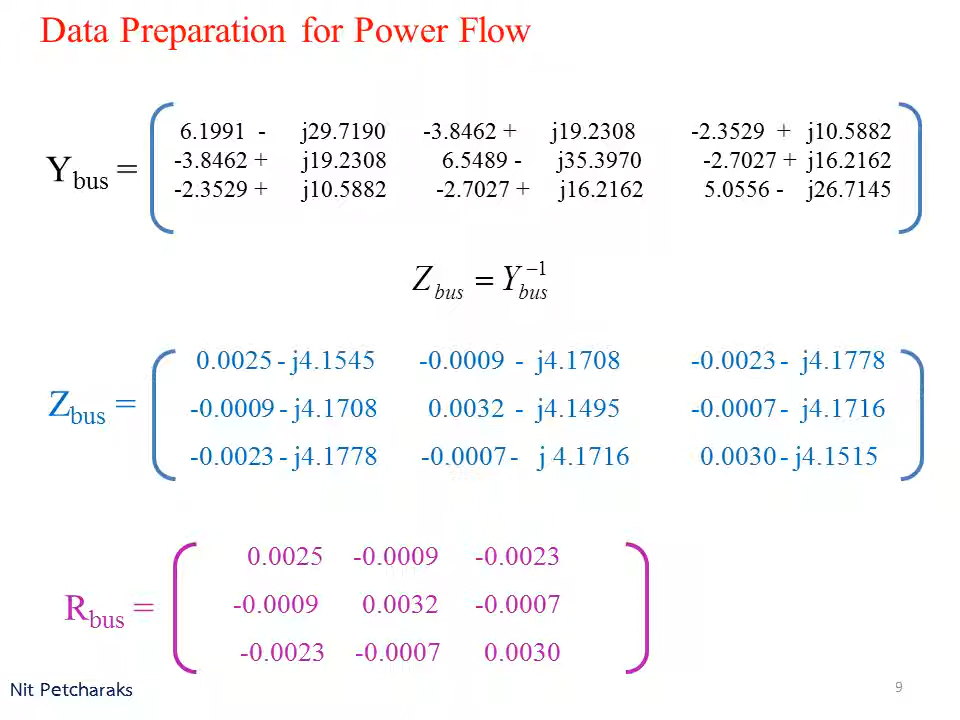 Data Preparation for Power Flow
6.1991 - j29.7190 -3.8462 + j19.2308 -2.3529 + j10.5882
Ybus = -3.8462 + j19.2308 6.5489 - j35.3970 -2.7027 + j16.2162
-2.3529 + j10.5882 -2.7027 + j16.2162 5.0556 - j26.7145
Z bus = Y bus –1
0.0025 - j4.1545 -0.0009 - j4.1708 -0.0023 - j4.1778
Zbus = -0.0009 - j4.1708 0.0032 - j4.1495 -0.0007 - j4.1716
-0.0023 - j4.1778 -0.0007 - j 4.1716 0.0030 - j4.1515
0.0025 -0.0009 -0.0023
Rbus = -0.0009 0.0032 -0.0007
-0.0023 -0.0007 0.0030
Nit Petcharaks 9